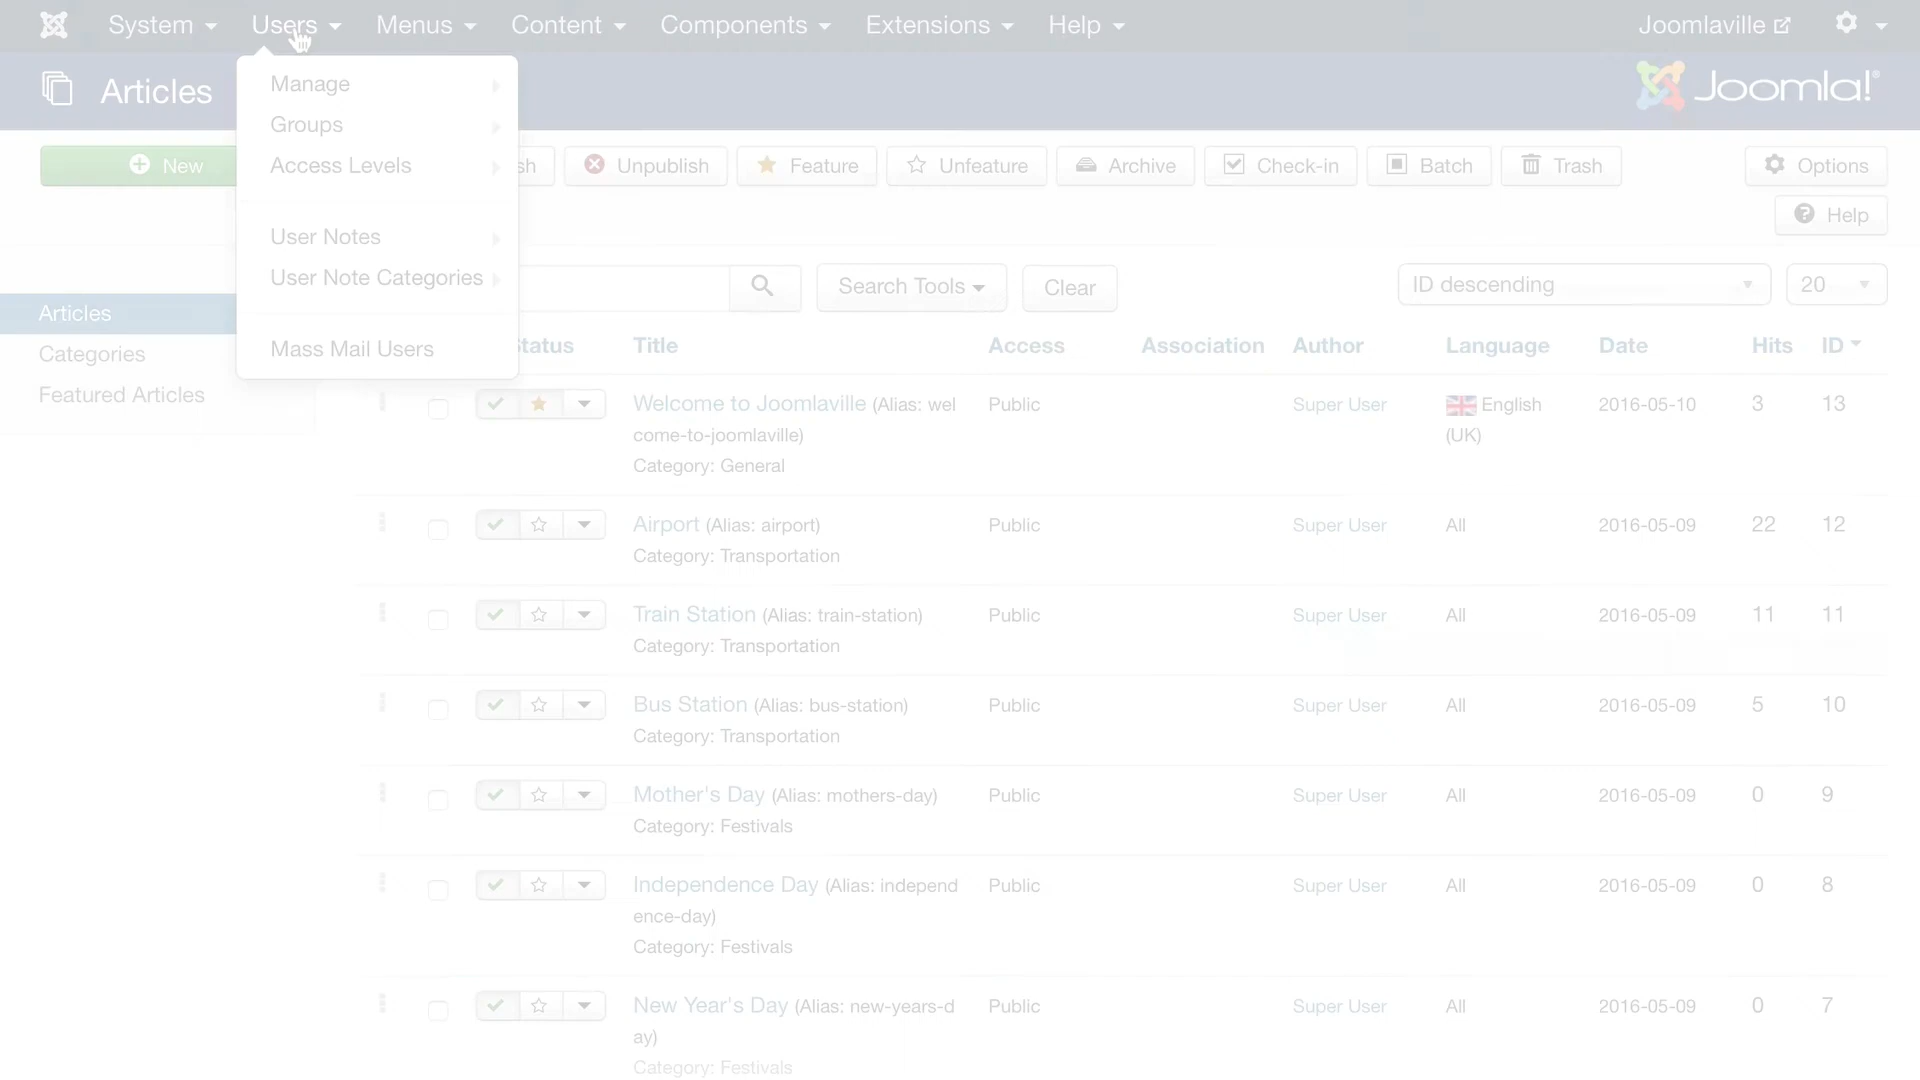 System Users Menus Content Components Extensions Help Joomlaville
Articles Joomla!®
Manage
Groups
Access Levels
User Notes
User Note Categories
Mass Mail Users
New sh Unpublish Feature Unfeature Archive Check-in Batch Trash Options
Help
Search Tools Clear ID descending 20
Articles
Categories
Featured Articles
Status Title Access Association Author Language Date Hits ID
Welcome to Joomlaville (Alias: wel Public Super User English 2016-05-10 3 13
come-to-joomlaville) (UK)
Category: General
Airport (Alias: airport) Public Super User All 2016-05-09 22 12
Category: Transportation
Train Station (Alias: train-station) Public Super User All 2016-05-09 11 11
Category: Transportation
Bus Station (Alias: bus-station) Public Super User All 2016-05-09 5 10
Category: Transportation
Mother's Day (Alias: mothers-day) Public Super User All 2016-05-09 0 9
Category: Festivals
Independence Day (Alias: independ Public Super User All 2016-05-09 0 8
ence-day)
Category: Festivals
New Year's Day (Alias: new-years-d Public Super User All 2016-05-09 0 7
ay)
Category: Festivals